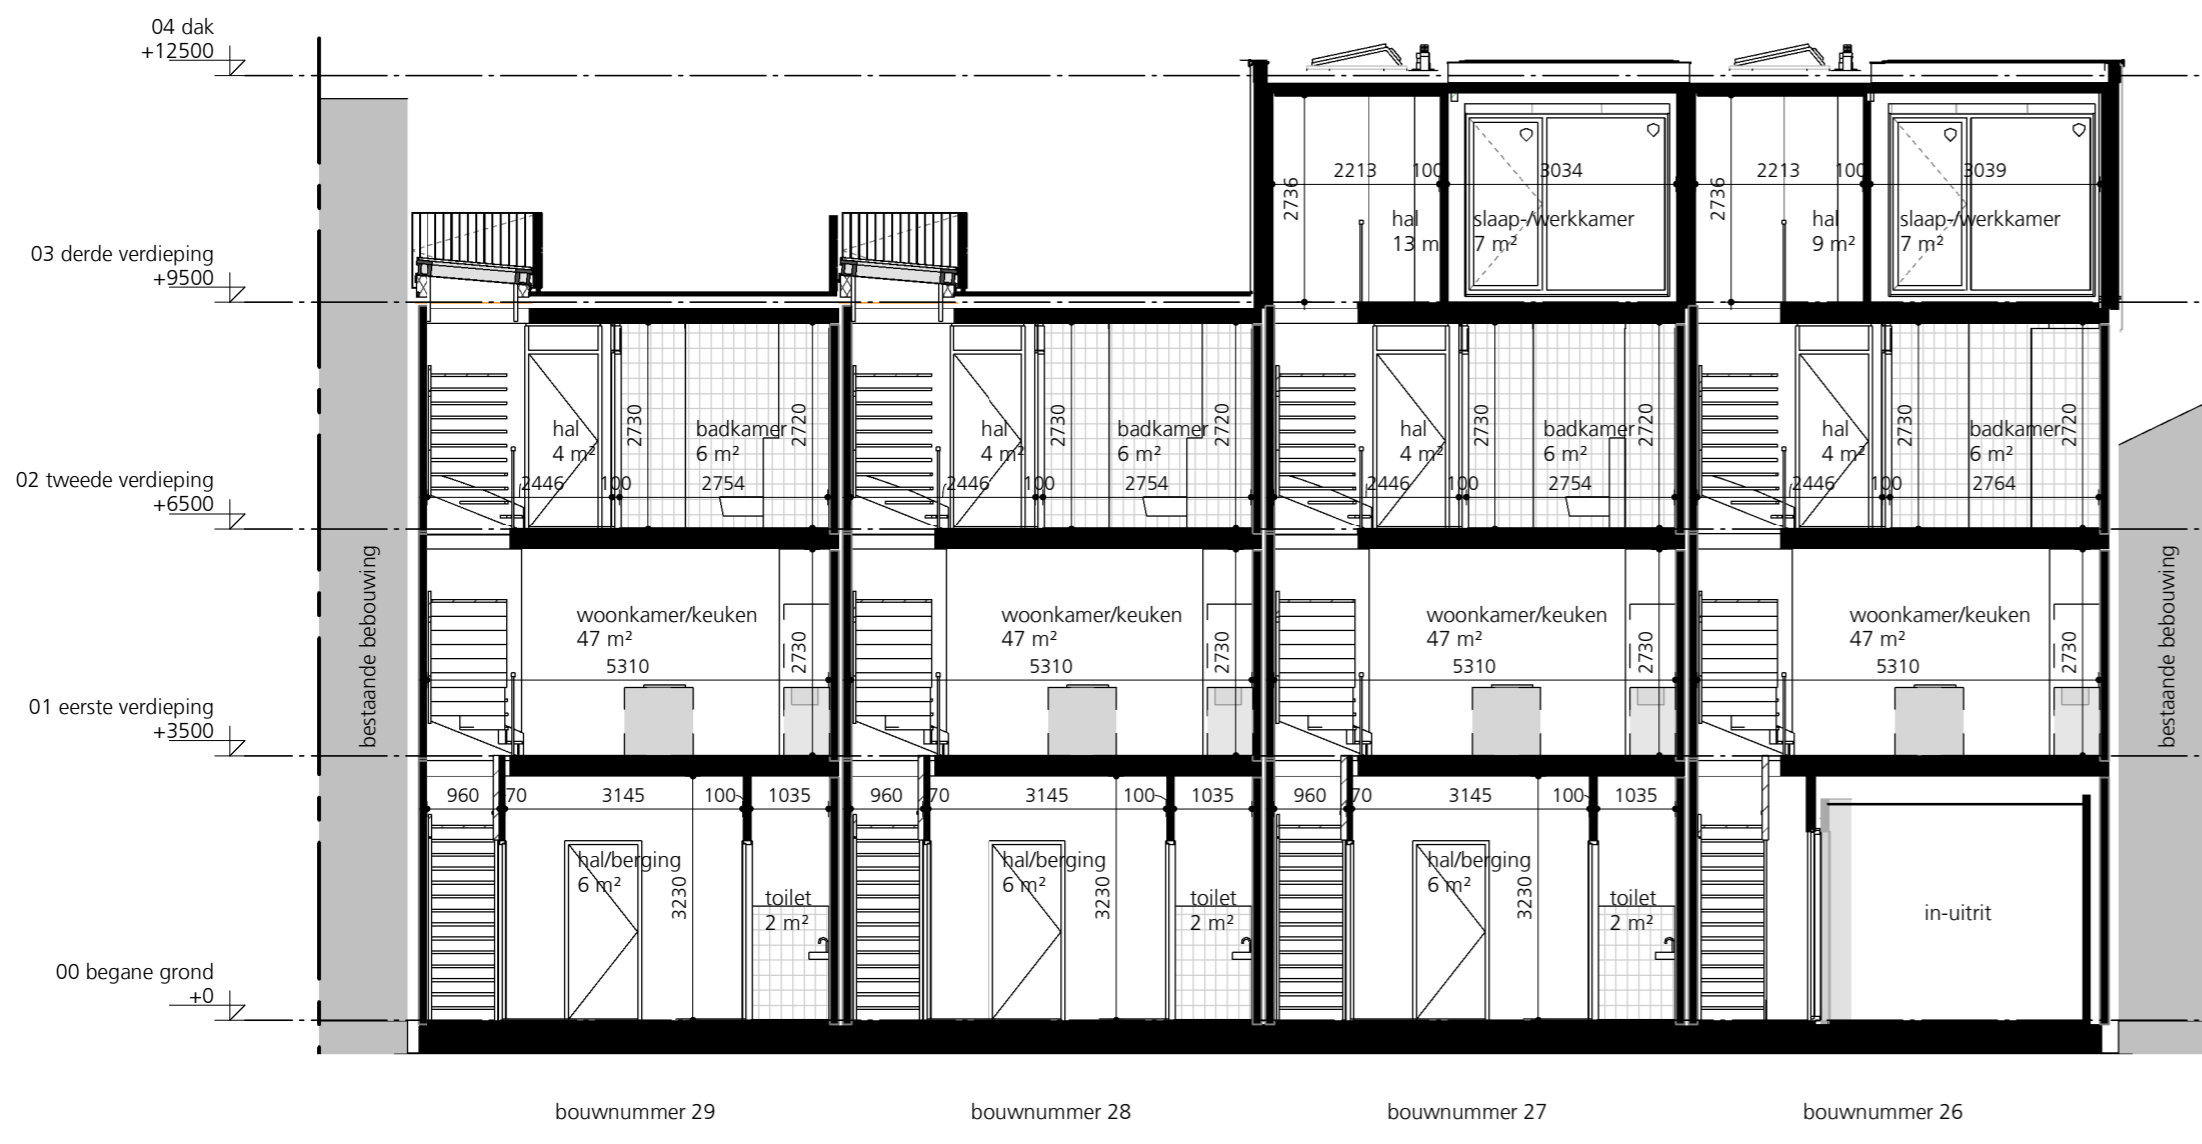 04 dak
+12500
2736
2213
100
3034
2736
2213
100
3039
hal
13 m
slaap-/werkkamer
7 m²
hal
9 m²
slaap-/werkkamer
7 m²
03 derde verdieping
+9500
hal
4 m²
2730
badkamer
6 m²
2720
hal
4 m²
2730
badkamer
6 m²
2720
hal
4 m²
2730
badkamer
6 m²
2720
hal
4 m²
2730
badkamer
6 m²
2720
2446
100
2754
2446
100
2754
2446
100
2754
2446
100
2764
02 tweede verdieping
+6500
bestaande bebouwing
woonkamer/keuken
47 m²
5310
2730
woonkamer/keuken
47 m²
5310
2730
woonkamer/keuken
47 m²
5310
2730
woonkamer/keuken
47 m²
5310
2730
bestaande bebouwing
01 eerste verdieping
+3500
960
70
3145
100
1035
960
70
3145
100
1035
960
70
3145
100
1035
hal/berging
6 m²
3230
toilet
2 m²
hal/berging
6 m²
3230
toilet
2 m²
hal/berging
6 m²
3230
toilet
2 m²
in-uitrit
00 begane grond
+0
bouwnummer 29
bouwnummer 28
bouwnummer 27
bouwnummer 26